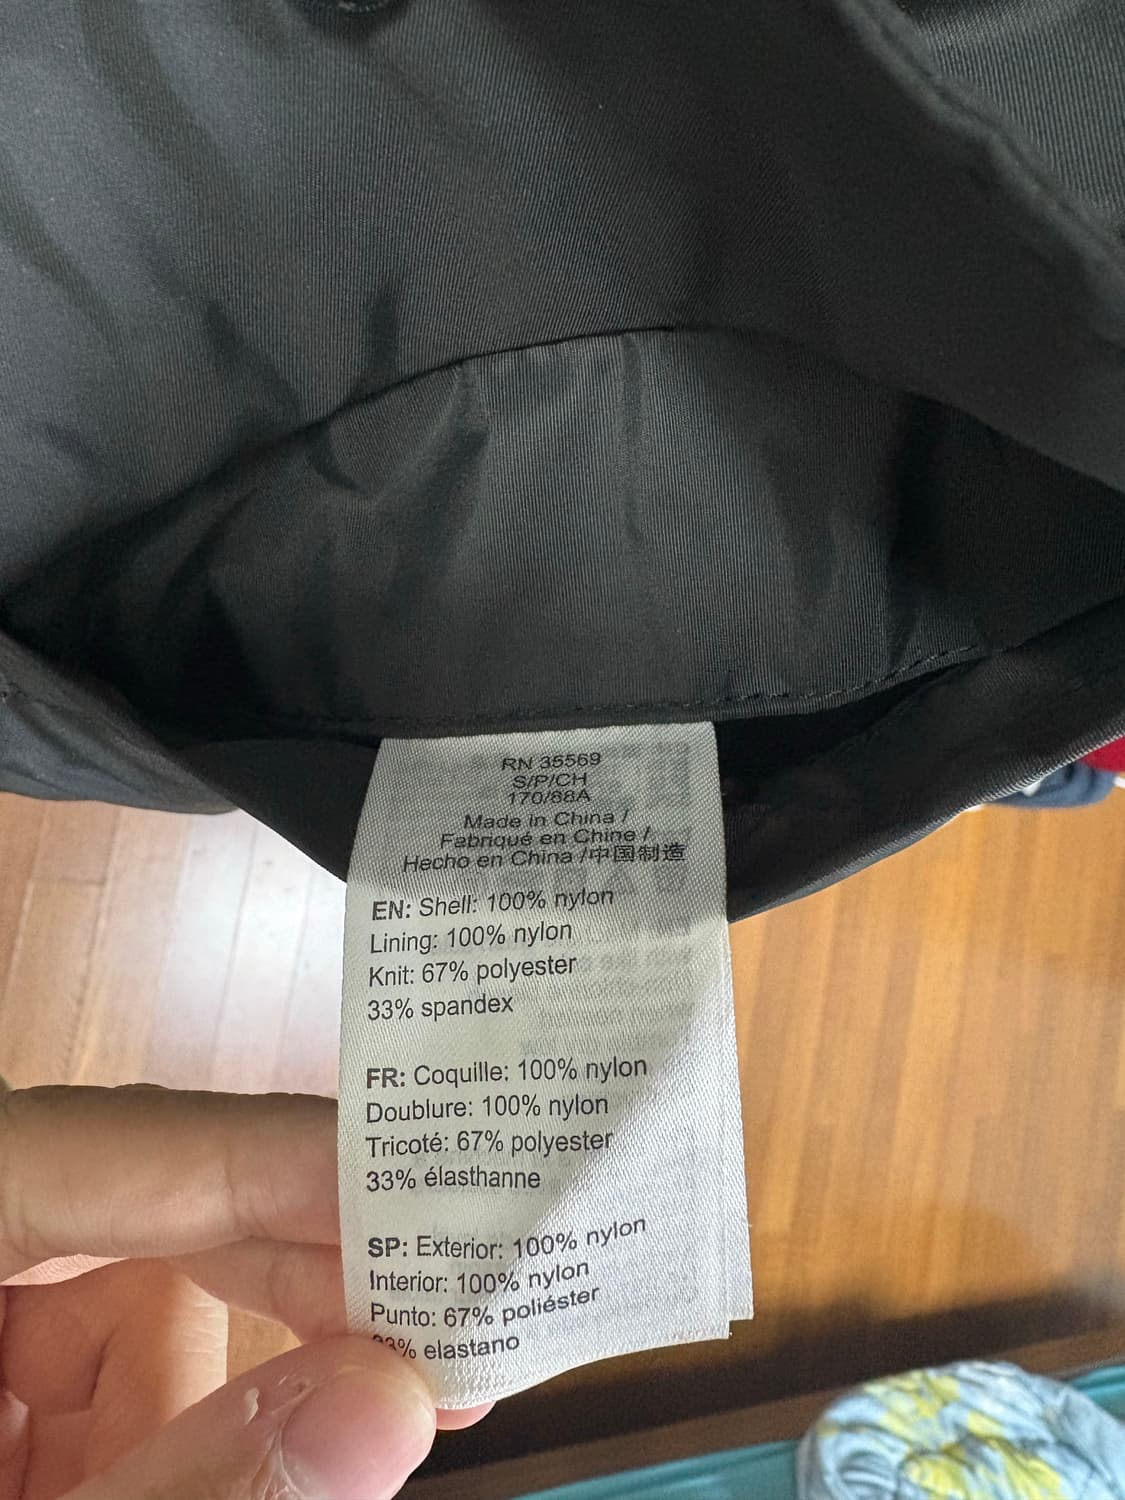 RN 35569
S/P/CH
170/88A
Made in China /
Fabriqué en Chine /
Hecho en China /中国制造
EN: Shell: 100% nylon
Lining: 100% nylon
Knit: 67% polyester
33% spandex
FR: Coquille: 100% nylon
Doublure: 100% nylon
Tricoté: 67% polyester
33% élasthanne
SP: Exterior: 100% nylon
Interior: 100% nylon
Punto: 67% poliéster
33% elastano